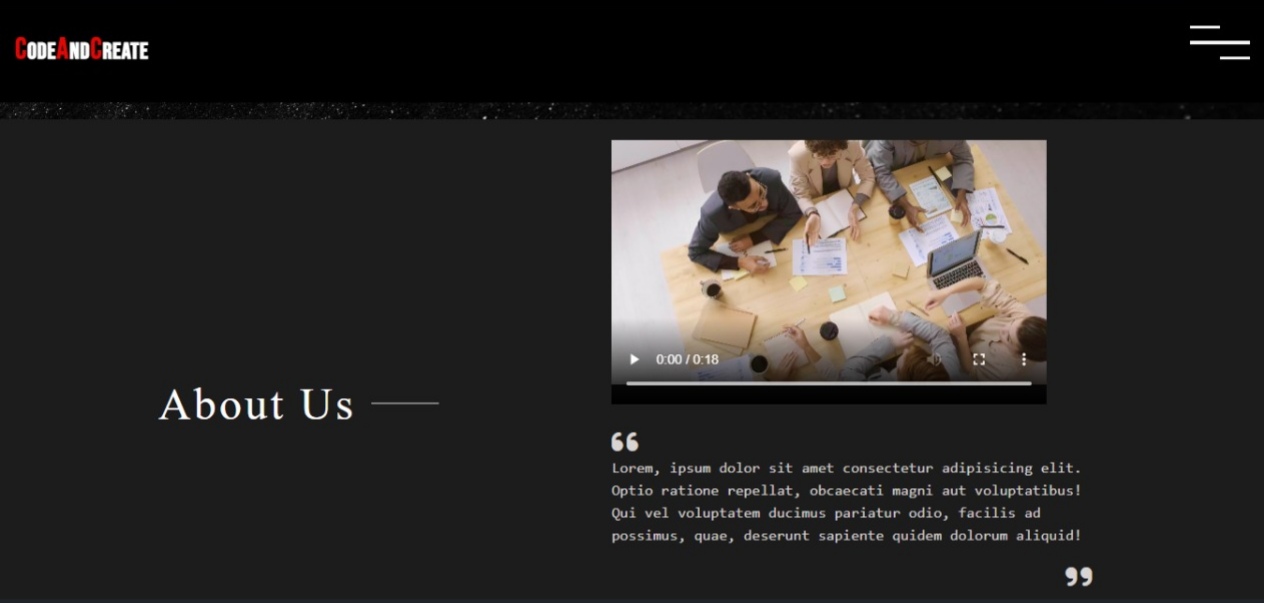 CODEANDCREATE
0:00 / 0:18
About Us
“
Lorem, ipsum dolor sit amet consectetur adipisicing elit.
Optio ratione repellat, obcaecati magni aut voluptatibus!
Qui vel voluptatem ducimus pariatur odio, facilis ad
possimus, quae, deserunt sapiente quidem dolorum aliquid!
”